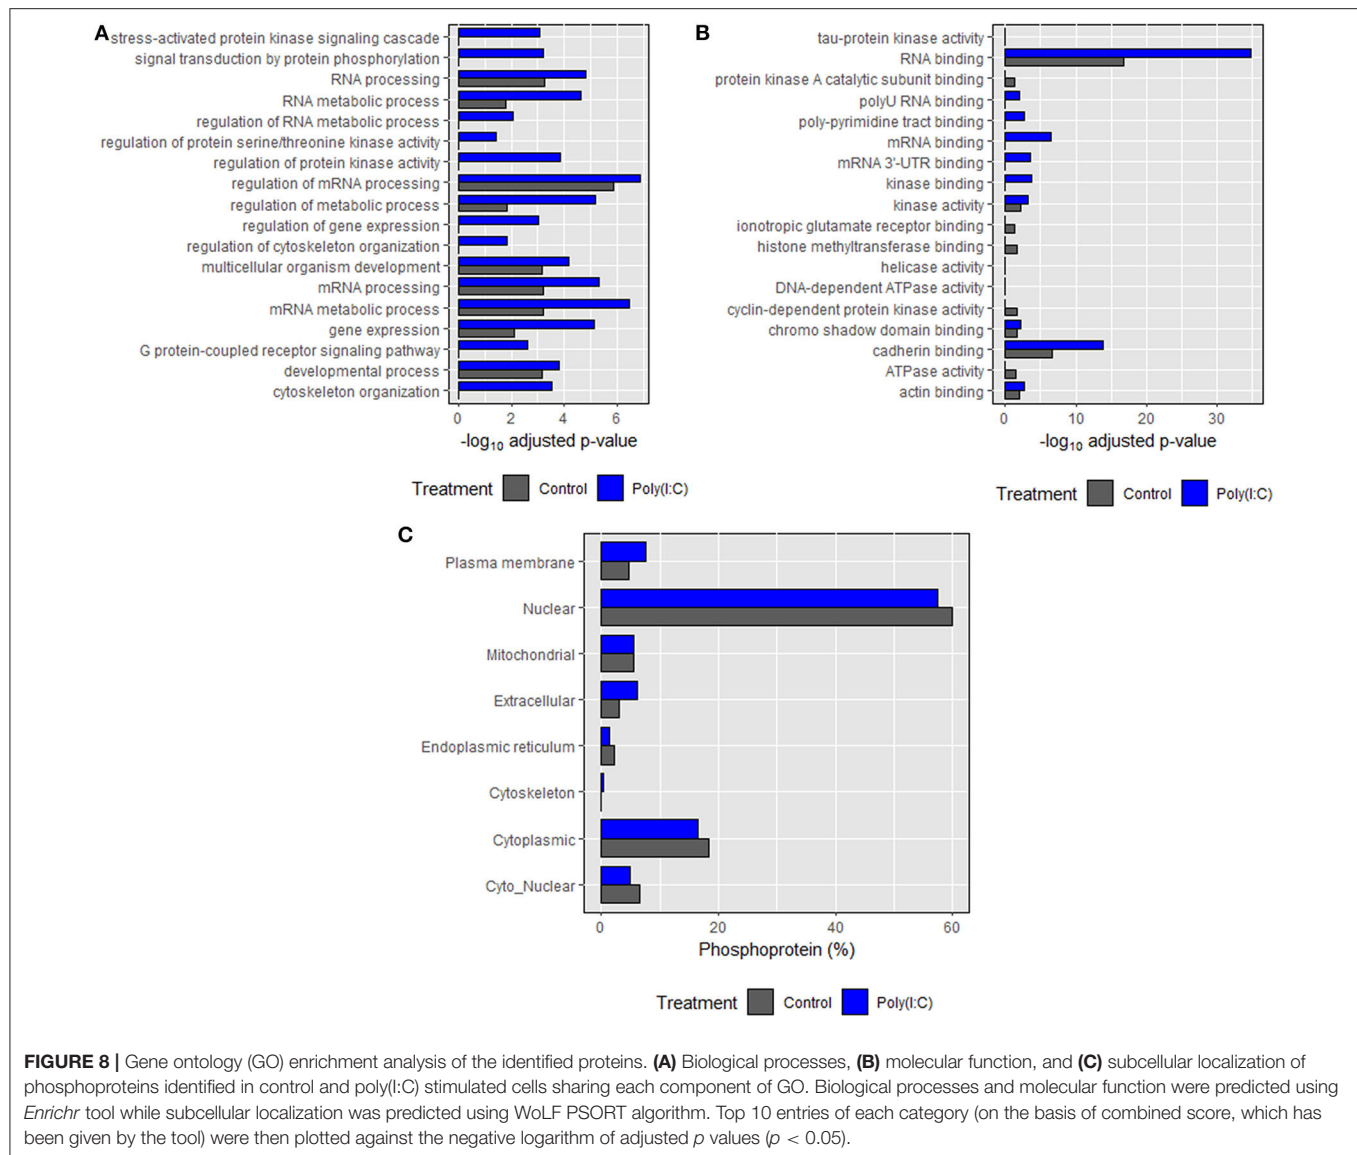 A
stress-activated protein kinase signaling cascade
signal transduction by protein phosphorylation
RNA processing
RNA metabolic process
regulation of RNA metabolic process
regulation of protein serine/threonine kinase activity
regulation of protein kinase activity
regulation of mRNA processing
regulation of metabolic process
regulation of gene expression
regulation of cytoskeleton organization
multicellular organism development
mRNA processing
mRNA metabolic process
gene expression
G protein-coupled receptor signaling pathway
developmental process
cytoskeleton organization
0 2 4 6
-log10 adjusted p-value
Treatment Control Poly(I:C)
B
tau-protein kinase activity
RNA binding
protein kinase A catalytic subunit binding
polyU RNA binding
poly-pyrimidine tract binding
mRNA binding
mRNA 3'-UTR binding
kinase binding
kinase activity
ionotropic glutamate receptor binding
histone methyltransferase binding
helicase activity
DNA-dependent ATPase activity
cyclin-dependent protein kinase activity
chromo shadow domain binding
cadherin binding
ATPase activity
actin binding
0 10 20 30
-log10 adjusted p-value
Treatment Control Poly(I:C)
C
Plasma membrane
Nuclear
Mitochondrial
Extracellular
Endoplasmic reticulum
Cytoskeleton
Cytoplasmic
Cyto_Nuclear
0 20 40 60
Phosphoprotein (%)
Treatment Control Poly(I:C)
FIGURE 8 | Gene ontology (GO) enrichment analysis of the identified proteins. (A) Biological processes, (B) molecular function, and (C) subcellular localization of
phosphoproteins identified in control and poly(I:C) stimulated cells sharing each component of GO. Biological processes and molecular function were predicted using
Enrichr tool while subcellular localization was predicted using WoLF PSORT algorithm. Top 10 entries of each category (on the basis of combined score, which has
been given by the tool) were then plotted against the negative logarithm of adjusted p values (p < 0.05).